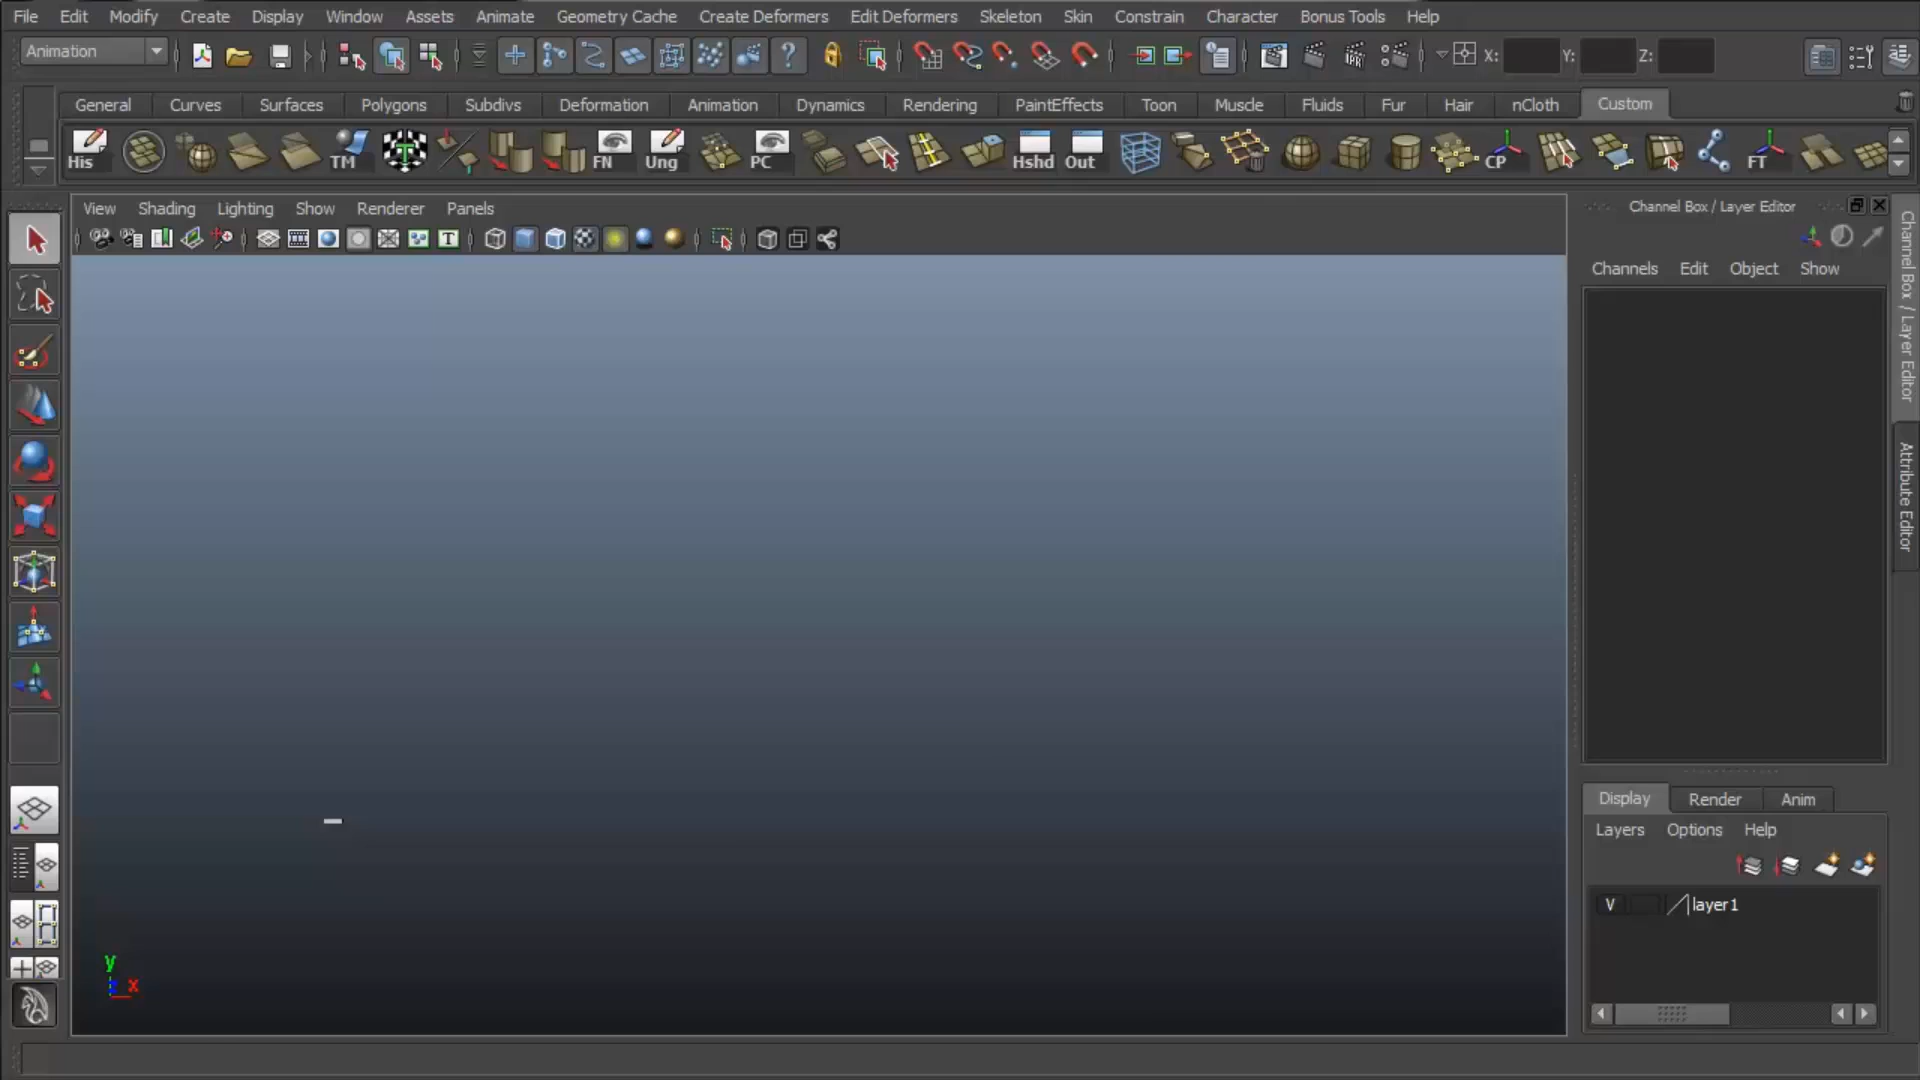 File Edit Modify Create Display Window Assets Animate Geometry Cache Create Deformers Edit Deformers Skeleton Skin Constrain Character Bonus Tools Help
Animation X: Y: Z:
General Curves Surfaces Polygons Subdivs Deformation Animation Dynamics Rendering PaintEffects Toon Muscle Fluids Fur Hair nCloth Custom
His TM FN Ung PC Hshd Out CP FT
View Shading Lighting Show Renderer Panels
Channel Box / Layer Editor
Channels Edit Object Show
Channel Box / Layer Editor
Attribute Editor
Display Render Anim
Layers Options Help
V layer1
y
x